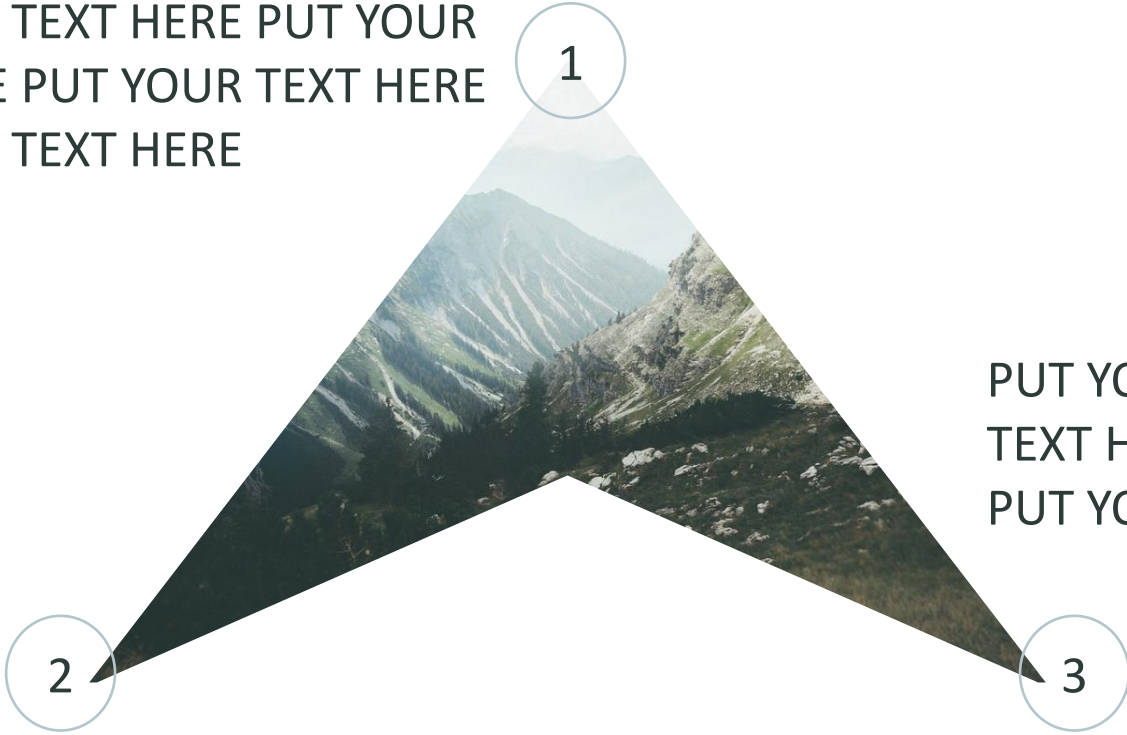 TEXT HERE PUT YOUR
E PUT YOUR TEXT HERE
TEXT HERE
1
PUT YO
TEXT H
PUT YO
2
3